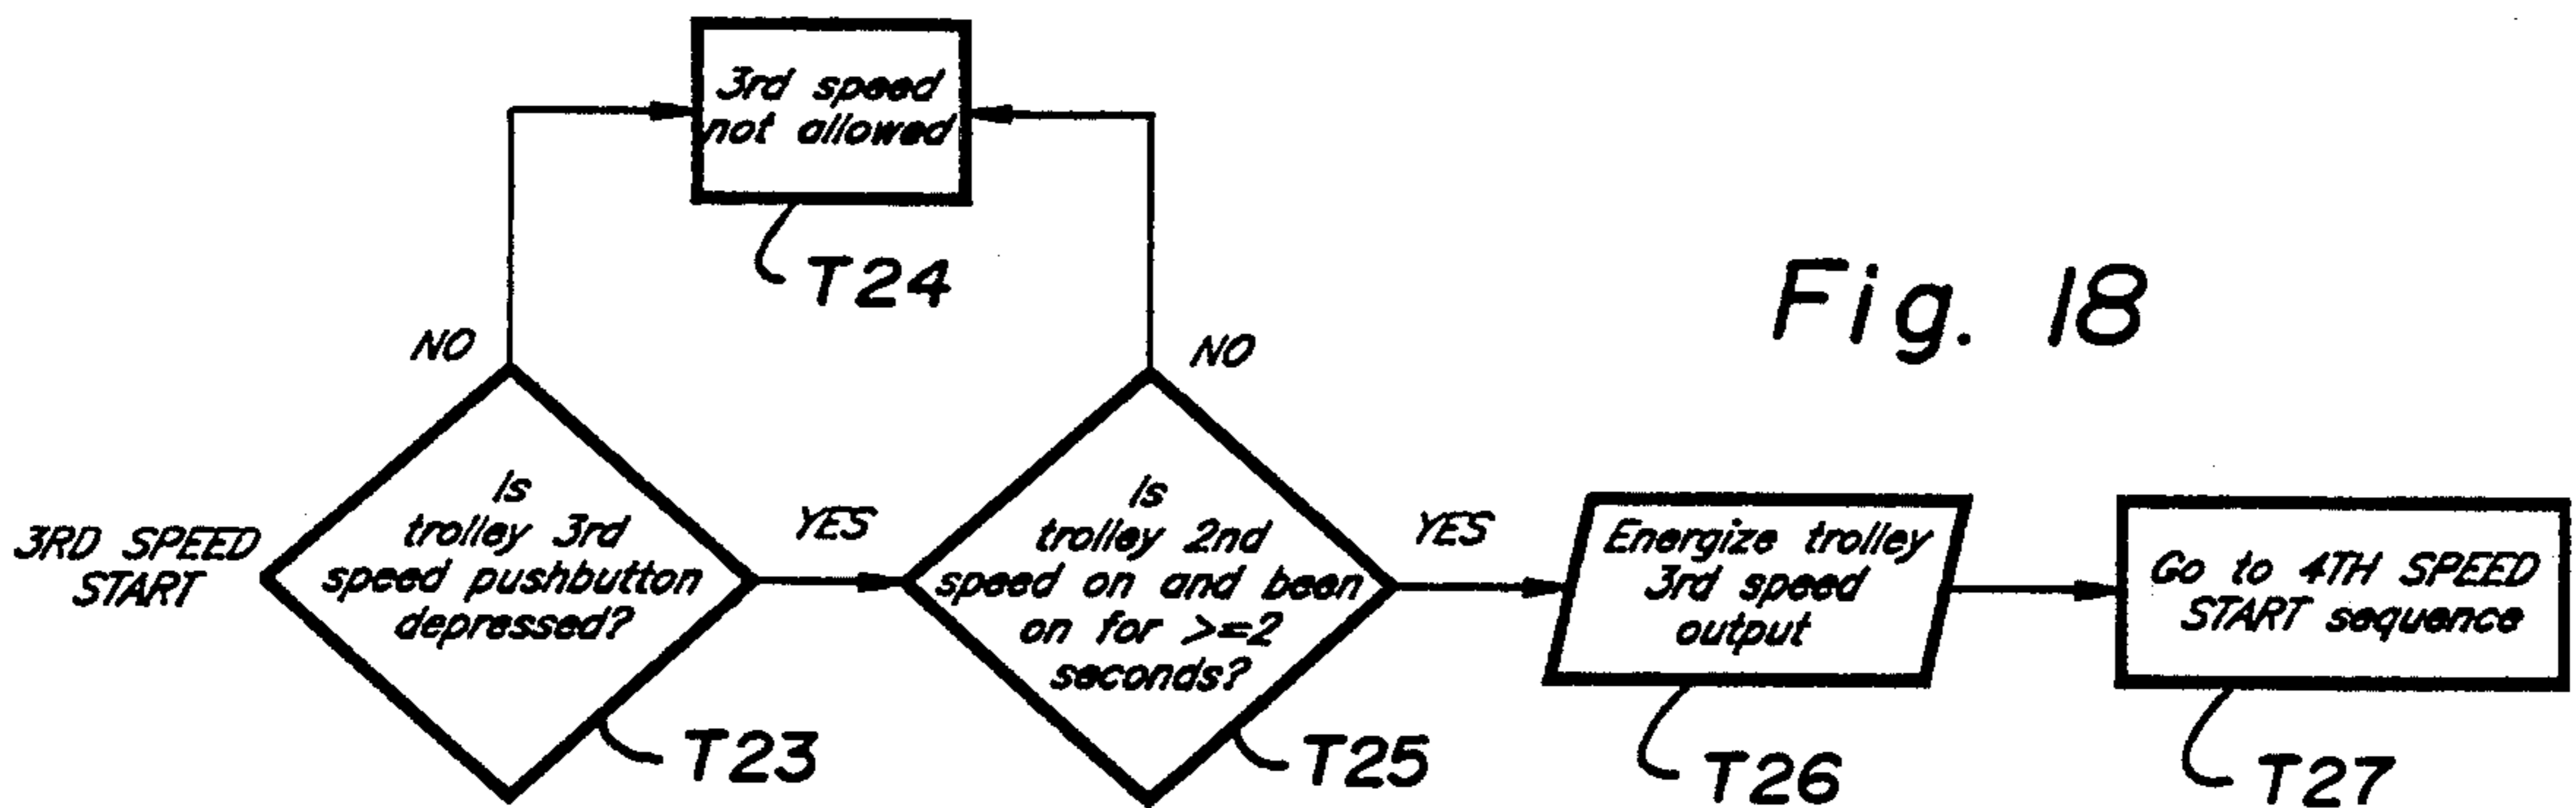 3rd speed
not allowed
T24
Fig. 18
NO
NO
3RD SPEED
START
Is
trolley 3rd
speed pushbutton
depressed?
T23
YES
Is
trolley 2nd
speed on and been
on for >=2
seconds?
T25
YES
Energize trolley
3rd speed
output
T26
Go to 4TH SPEED
START sequence
T27